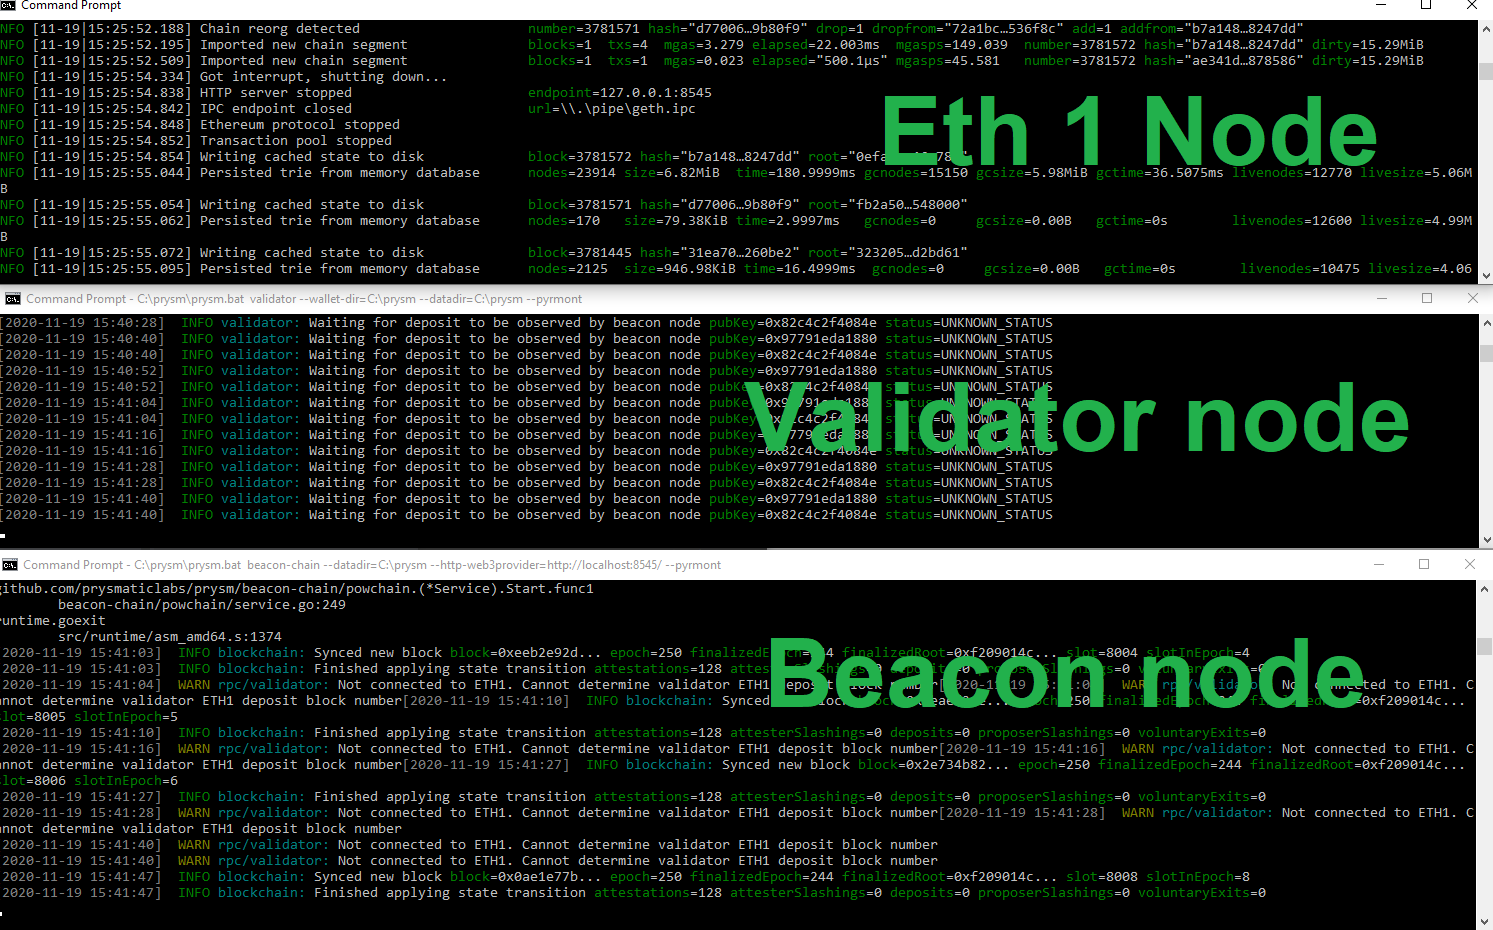 Command Prompt
NFO [11-19|15:25:52.188] Chain reorg detected number=3781571 hash="d77006…9b80f9" drop=1 dropfrom="72a1bc…536f8c" add=1 addfrom="b7a148…8247dd"
NFO [11-19|15:25:52.195] Imported new chain segment blocks=1 txs=4 mgas=3.279 elapsed=22.003ms mgasps=149.039 number=3781572 hash="b7a148…8247dd" dirty=15.29MiB
NFO [11-19|15:25:52.509] Imported new chain segment blocks=1 txs=1 mgas=0.023 elapsed="500.1µs" mgasps=45.581 number=3781572 hash="ae341d…878586" dirty=15.29MiB
NFO [11-19|15:25:54.334] Got interrupt, shutting down...
NFO [11-19|15:25:54.838] HTTP server stopped endpoint=127.0.0.1:8545
NFO [11-19|15:25:54.842] IPC endpoint closed url=\\.\pipe\geth.ipc
NFO [11-19|15:25:54.848] Ethereum protocol stopped
NFO [11-19|15:25:54.852] Transaction pool stopped
Eth 1 Node
NFO [11-19|15:25:54.854] Writing cached state to disk block=3781572 hash="b7a148…8247dd"
NFO [11-19|15:25:55.044] Persisted trie from memory database nodes=23914 size=6.82MiB time=180.9999ms gcnodes=15150 gcsize=5.98MiB gctime=36.5075ms livenodes=12770 livesize=5.06M
B
NFO [11-19|15:25:55.054] Writing cached state to disk block=3781571 hash="d77006…9b80f9" root="fb2a50…548000"
NFO [11-19|15:25:55.062] Persisted trie from memory database nodes=170 size=79.38KiB time=2.9997ms gcnodes=0 gcsize=0.00B gctime=0s livenodes=12600 livesize=4.99M
B
NFO [11-19|15:25:55.072] Writing cached state to disk block=3781445 hash="31ea70…260be2" root="323205…d2bd61"
NFO [11-19|15:25:55.095] Persisted trie from memory database nodes=2125 size=946.98KiB time=16.4999ms gcnodes=0 gcsize=0.00B gctime=0s livenodes=10475 livesize=4.06
Command Prompt - C:\prysm\prysm.bat validator --wallet-dir=C:\prysm --datadir=C:\prysm --pyrmont
[2020-11-19 15:40:28] INFO validator: Waiting for deposit to be observed by beacon node pubKey=0x82c4c2f4084e status=UNKNOWN_STATUS
[2020-11-19 15:40:40] INFO validator: Waiting for deposit to be observed by beacon node pubKey=0x97791eda1880 status=UNKNOWN_STATUS
[2020-11-19 15:40:40] INFO validator: Waiting for deposit to be observed by beacon node pubKey=0x82c4c2f4084e status=UNKNOWN_STATUS
[2020-11-19 15:40:52] INFO validator: Waiting for deposit to be observed by beacon node pubKey=0x97791eda1880 status=UNKNOWN_STATUS
[2020-11-19 15:40:52] INFO validator: Waiting for deposit to be observed by beacon node pubKey=0x82c4c2f4084e status=UNKNOWN_STATUS
[2020-11-19 15:41:04] INFO validator: Waiting for deposit to be observed by beacon node pubKey=0x97791eda1880 status=UNKNOWN_STATUS
[2020-11-19 15:41:04] INFO validator: Waiting for deposit to be observed by beacon node pubKey=0x82c4c2f4084e status=UNKNOWN_STATUS
Validator node
[2020-11-19 15:41:16] INFO validator: Waiting for deposit to be observed by beacon node pubKey=0x97791eda1880 status=UNKNOWN_STATUS
[2020-11-19 15:41:16] INFO validator: Waiting for deposit to be observed by beacon node pubKey=0x82c4c2f4084e status=UNKNOWN_STATUS
[2020-11-19 15:41:28] INFO validator: Waiting for deposit to be observed by beacon node pubKey=0x97791eda1880 status=UNKNOWN_STATUS
[2020-11-19 15:41:28] INFO validator: Waiting for deposit to be observed by beacon node pubKey=0x82c4c2f4084e status=UNKNOWN_STATUS
[2020-11-19 15:41:40] INFO validator: Waiting for deposit to be observed by beacon node pubKey=0x97791eda1880 status=UNKNOWN_STATUS
[2020-11-19 15:41:40] INFO validator: Waiting for deposit to be observed by beacon node pubKey=0x82c4c2f4084e status=UNKNOWN_STATUS
Command Prompt - C:\prysm\prysm.bat beacon-chain --datadir=C:\prysm --http-web3provider=http://localhost:8545/ --pyrmont
github.com/prysmaticlabs/prysm/beacon-chain/powchain.(*Service).Start.func1
beacon-chain/powchain/service.go:249
runtime.goexit
src/runtime/asm_amd64.s:1374
2020-11-19 15:41:03] INFO blockchain: Synced new block block=0xeeb2e92d... epoch=250 finalizedRoot=0xf209014c... slot=8004 slotInEpoch=4
2020-11-19 15:41:03] INFO blockchain: Finished applying state transition attestations=128 attesterSlashings=0 deposits=0 proposerSlashings=0 voluntaryExits=0
Beacon node
2020-11-19 15:41:04] WARN rpc/validator: Not connected to ETH1. Cannot determine validator ETH1 deposit block number[2020-11-19 15:41:04] WARN rpc/validator: Not connected to ETH1. C
nnot determine validator ETH1 deposit block number[2020-11-19 15:41:10] INFO blockchain: Synced new block epoch=250 finalizedRoot=0xf209014c...
slot=8005 slotInEpoch=5
2020-11-19 15:41:10] INFO blockchain: Finished applying state transition attestations=128 attesterSlashings=0 deposits=0 proposerSlashings=0 voluntaryExits=0
2020-11-19 15:41:16] WARN rpc/validator: Not connected to ETH1. Cannot determine validator ETH1 deposit block number[2020-11-19 15:41:16] WARN rpc/validator: Not connected to ETH1. C
nnot determine validator ETH1 deposit block number[2020-11-19 15:41:27] INFO blockchain: Synced new block block=0x2e734b82... epoch=250 finalizedEpoch=244 finalizedRoot=0xf209014c...
slot=8006 slotInEpoch=6
2020-11-19 15:41:27] INFO blockchain: Finished applying state transition attestations=128 attesterSlashings=0 deposits=0 proposerSlashings=0 voluntaryExits=0
2020-11-19 15:41:28] WARN rpc/validator: Not connected to ETH1. Cannot determine validator ETH1 deposit block number[2020-11-19 15:41:28] WARN rpc/validator: Not connected to ETH1. C
nnot determine validator ETH1 deposit block number
2020-11-19 15:41:40] WARN rpc/validator: Not connected to ETH1. Cannot determine validator ETH1 deposit block number
2020-11-19 15:41:40] WARN rpc/validator: Not connected to ETH1. Cannot determine validator ETH1 deposit block number
2020-11-19 15:41:47] INFO blockchain: Synced new block block=0x0ae1e77b... epoch=250 finalizedEpoch=244 finalizedRoot=0xf209014c... slot=8008 slotInEpoch=8
2020-11-19 15:41:47] INFO blockchain: Finished applying state transition attestations=128 attesterSlashings=0 deposits=0 proposerSlashings=0 voluntaryExits=0